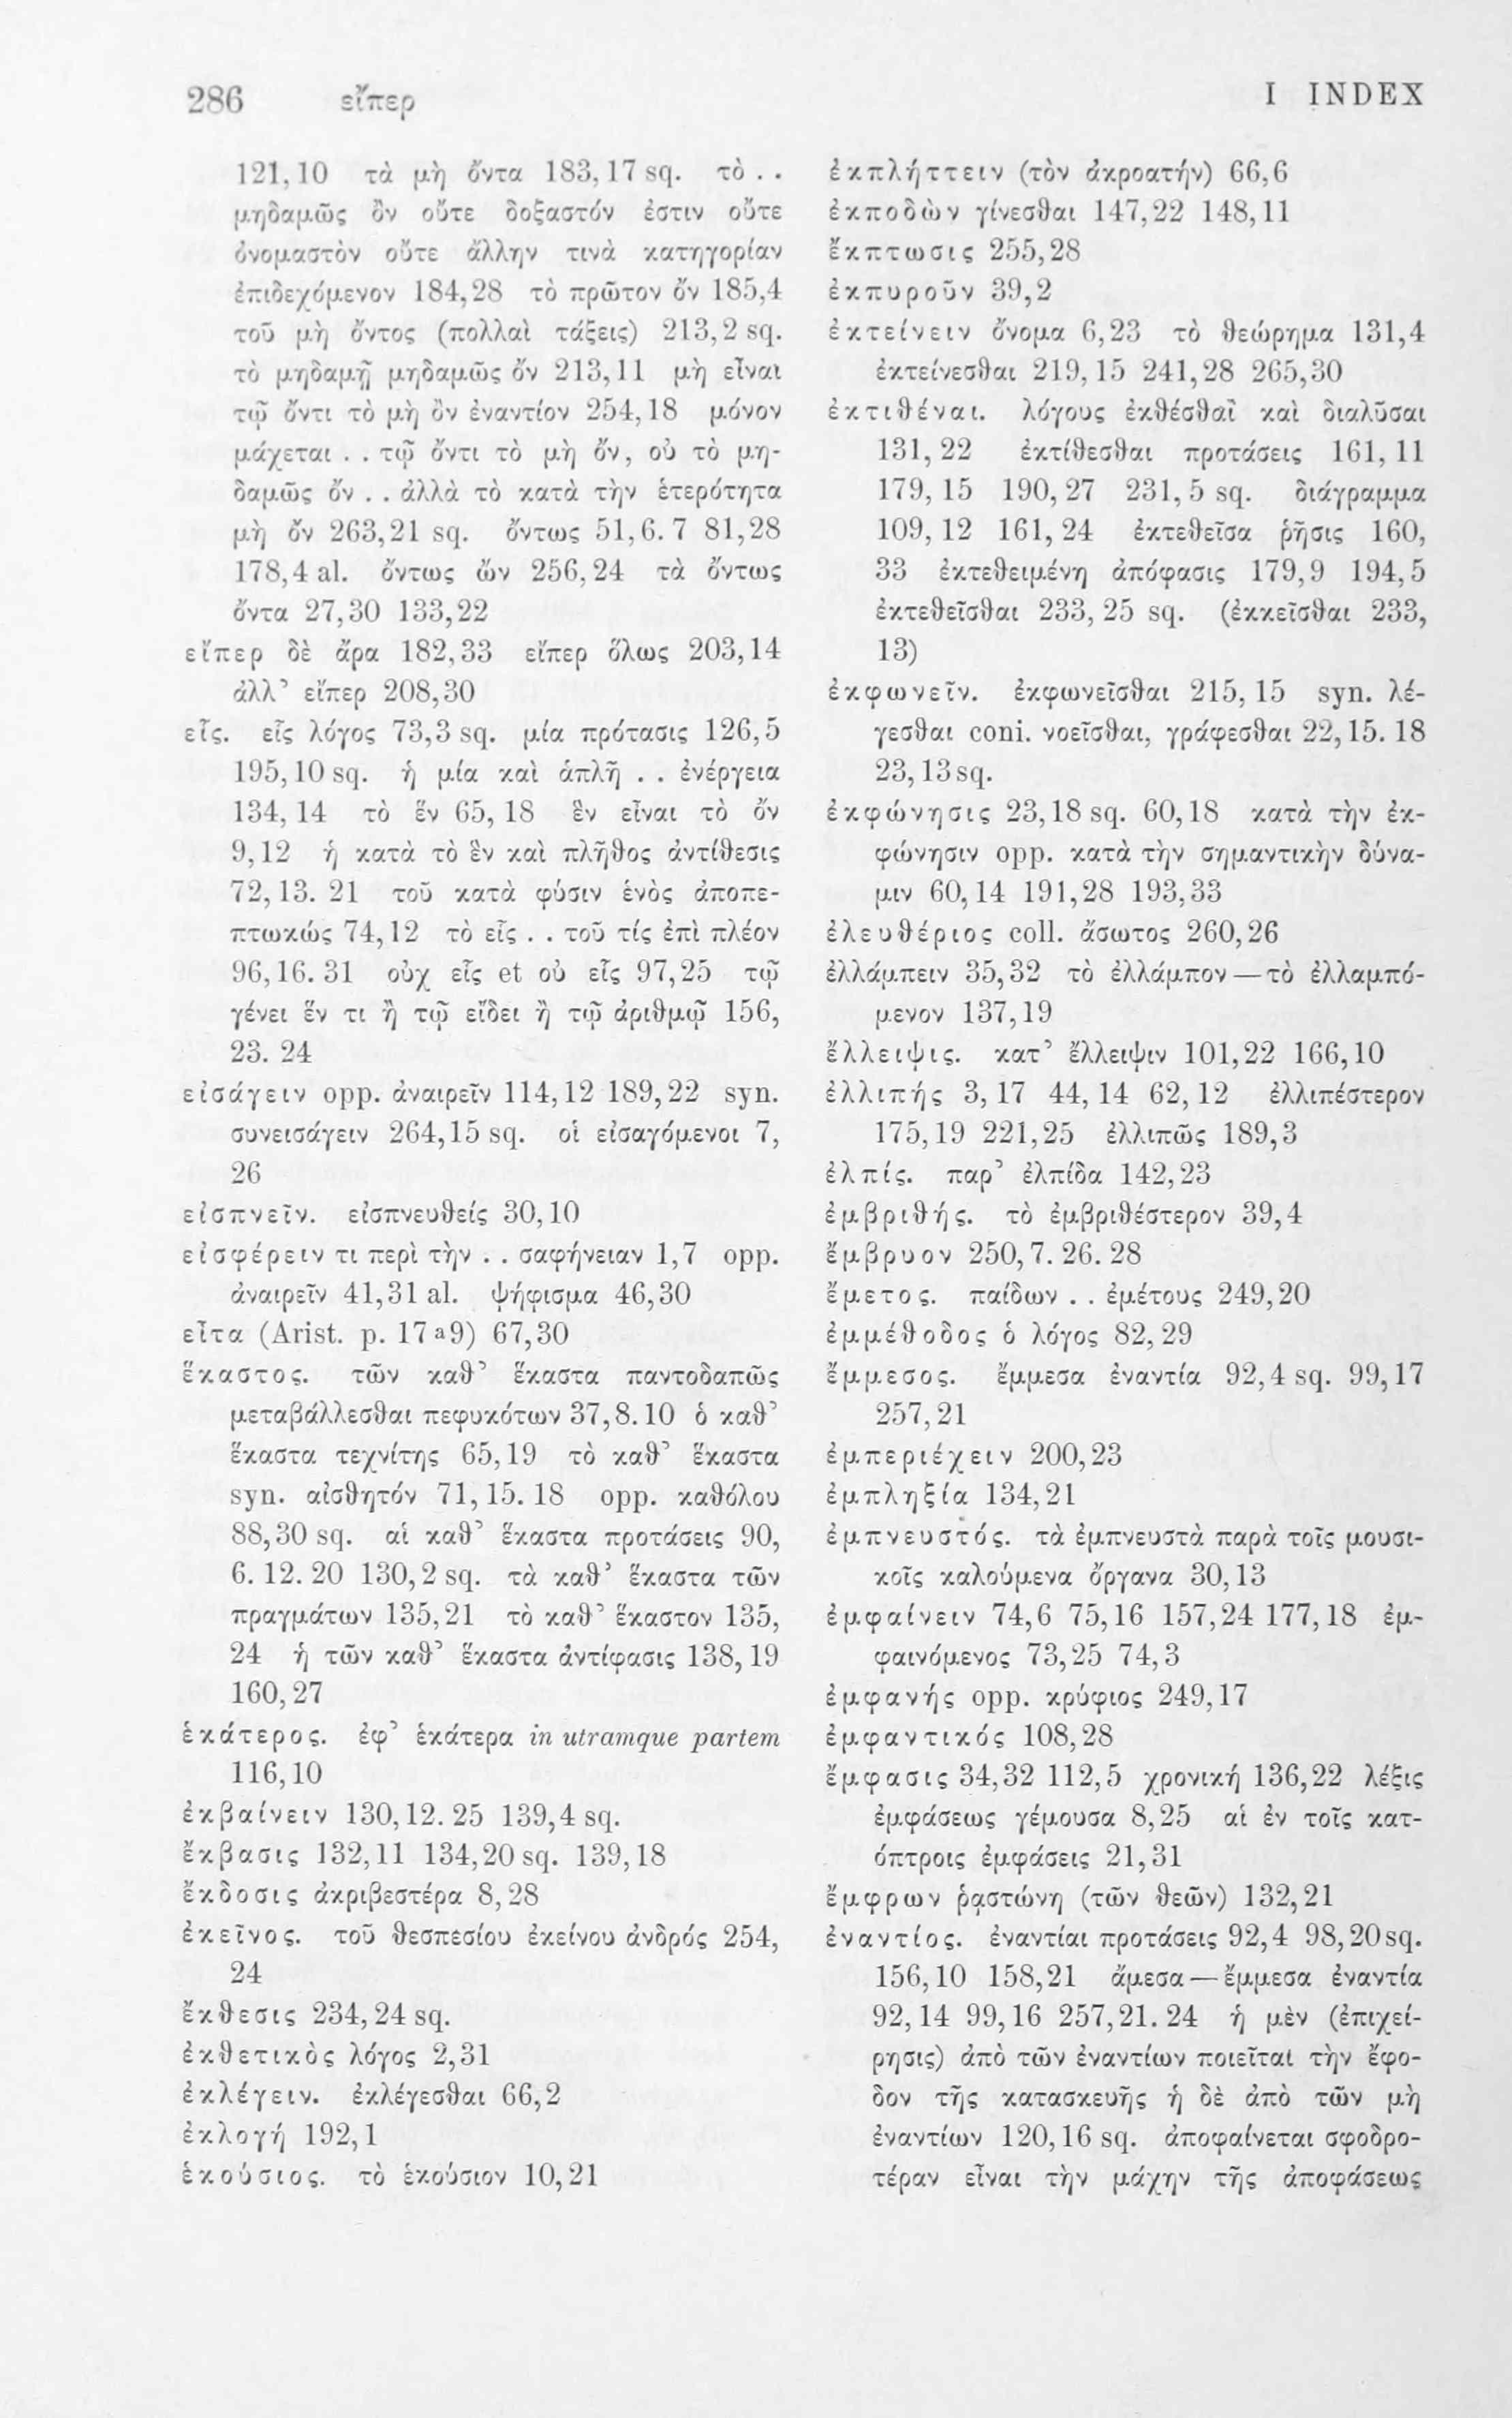 286 εἴπερ I INDEX
121,10 τὰ μὴ ὄντα 183,17 sq. τὸ . .
μηδαμῶς ὂν οὔτε δοξαστόν ἐστιν οὔτε
ὀνομαστὸν οὔτε ἄλλην τινὰ κατηγορίαν
ἐπιδεχόμενον 184,28 τὸ πρῶτον ὄν 185,4
τοῦ μὴ ὄντος (πολλαὶ τάξεις) 213,2 sq.
τὸ μηδαμῇ μηδαμῶς ὄν 213,11 μὴ εἶναι
τῷ ὄντι τὸ μὴ ὂν ἐναντίον 254,18 μόνον
μάχεται . . τῷ ὄντι τὸ μὴ ὄν, οὐ τὸ μη-
δαμῶς ὄν . . ἀλλὰ τὸ κατὰ τὴν ἑτερότητα
μὴ ὄν 263,21 sq. ὄντως 51,6. 7 81,28
178,4 al. ὄντως ὤν 256,24 τὰ ὄντως
ὄντα 27,30 133,22
εἴπερ δὲ ἄρα 182,33 εἴπερ ὅλως 203,14
ἀλλ’ εἴπερ 208,30
εἷς. εἷς λόγος 73,3 sq. μία πρότασις 126,5
195,10 sq. ἡ μία καὶ ἁπλῆ . . ἐνέργεια
134,14 τὸ ἕν 65,18 ἓν εἶναι τὸ ὄν
9,12 ἡ κατὰ τὸ ἓν καὶ πλῆθος ἀντίθεσις
72,13. 21 τοῦ κατὰ φύσιν ἑνὸς ἀποπε-
πτωκώς 74,12 τὸ εἷς . . τοῦ τίς ἐπὶ πλέον
96,16. 31 οὐχ εἷς et οὐ εἷς 97,25 τῷ
γένει ἕν τι ἢ τῷ εἴδει ἢ τῷ ἀριθμῷ 156,
23. 24
εἰσάγειν opp. ἀναιρεῖν 114,12 189,22 syn.
συνεισάγειν 264,15 sq. οἱ εἰσαγόμενοι 7,
26
εἰσπνεῖν. εἰσπνευθείς 30,10
εἰσφέρειν τι περὶ τὴν . . σαφήνειαν 1,7 opp.
ἀναιρεῖν 41,31 al. ψήφισμα 46,30
εἶτα (Arist. p. 17 a 9) 67,30
ἕκαστος. τῶν καθ’ ἕκαστα παντοδαπῶς
μεταβάλλεσθαι πεφυκότων 37,8. 10 ὁ καθ’
ἕκαστα τεχνίτης 65,19 τὸ καθ’ ἕκαστα
syn. αἰσθητόν 71,15. 18 opp. καθόλου
88,30 sq. αἱ καθ’ ἕκαστα προτάσεις 90,
6. 12. 20 130,2 sq. τὰ καθ’ ἕκαστα τῶν
πραγμάτων 135,21 τὸ καθ’ ἕκαστον 135,
24 ἡ τῶν καθ’ ἕκαστα ἀντίφασις 138,19
160,27
ἑκάτερος. ἐφ’ ἑκάτερα in utramque partem
116,10
ἐκβαίνειν 130,12. 25 139,4 sq.
ἔκβασις 132,11 134,20 sq. 139,18
ἔκδοσις ἀκριβεστέρα 8,28
ἐκεῖνος. τοῦ θεσπεσίου ἐκείνου ἀνδρός 254,
24
ἔκθεσις 234,24 sq.
ἐκθετικὸς λόγος 2,31
ἐκλέγειν. ἐκλέγεσθαι 66,2
ἐκλογή 192,1
ἑκούσιος. τὸ ἑκούσιον 10,21
ἐκπλήττειν (τὸν ἀκροατήν) 66,6
ἐκποδὼν γίνεσθαι 147,22 148,11
ἔκπτωσις 255,28
ἐκπυροῦν 39,2
ἐκτείνειν ὄνομα 6,23 τὸ θεώρημα 131,4
ἐκτείνεσθαι 219,15 241,28 265,30
ἐκτιθέναι. λόγους ἐκθέσθαι καὶ διαλῦσαι
131,22 ἐκτίθεσθαι προτάσεις 161,11
179,15 190,27 231,5 sq. διάγραμμα
109,12 161,24 ἐκτεθεῖσα ῥῆσις 160,
33 ἐκτεθειμένη ἀπόφασις 179,9 194,5
ἐκτεθεῖσθαι 233,25 sq. (ἐκκεῖσθαι 233,
13)
ἐκφωνεῖν. ἐκφωνεῖσθαι 215,15 syn. λέ-
γεσθαι coni. νοεῖσθαι, γράφεσθαι 22,15. 18
23,13 sq.
ἐκφώνησις 23,18 sq. 60,18 κατὰ τὴν ἐκ-
φώνησιν opp. κατὰ τὴν σημαντικὴν δύνα-
μιν 60,14 191,28 193,33
ἐλευθέριος coll. ἄσωτος 260,26
ἐλλάμπειν 35,32 τὸ ἐλλάμπον — τὸ ἐλλαμπό-
μενον 137,19
ἔλλειψις. κατ’ ἔλλειψιν 101,22 166,10
ἐλλιπής 3,17 44,14 62,12 ἐλλιπέστερον
175,19 221,25 ἐλλιπῶς 189,3
ἐλπίς. παρ’ ἐλπίδα 142,23
ἐμβριθής. τὸ ἐμβριθέστερον 39,4
ἔμβρυον 250,7. 26. 28
ἔμετος. παίδων . . ἐμέτους 249,20
ἐμμέθοδος ὁ λόγος 82,29
ἔμμεσος. ἔμμεσα ἐναντία 92,4 sq. 99,17
257,21
ἐμπεριέχειν 200,23
ἐμπληξία 134,21
ἐμπνευστός. τὰ ἐμπνευστὰ παρὰ τοῖς μουσι-
κοῖς καλούμενα ὄργανα 30,13
ἐμφαίνειν 74,6 75,16 157,24 177,18 ἐμ-
φαινόμενος 73,25 74,3
ἐμφανής opp. κρύφιος 249,17
ἐμφαντικός 108,28
ἔμφασις 34,32 112,5 χρονική 136,22 λέξις
ἐμφάσεως γέμουσα 8,25 αἱ ἐν τοῖς κατ-
όπτροις ἐμφάσεις 21,31
ἔμφρων ῥᾳστώνη (τῶν θεῶν) 132,21
ἐναντίος. ἐναντίαι προτάσεις 92,4 98,20 sq.
156,10 158,21 ἄμεσα — ἔμμεσα ἐναντία
92,14 99,16 257,21. 24 ἡ μὲν (ἐπιχεί-
ρησις) ἀπὸ τῶν ἐναντίων ποιεῖται τὴν ἔφο-
δον τῆς κατασκευῆς ἡ δὲ ἀπὸ τῶν μὴ
ἐναντίων 120,16 sq. ἀποφαίνεται σφοδρο-
τέραν εἶναι τὴν μάχην τῆς ἀποφάσεως